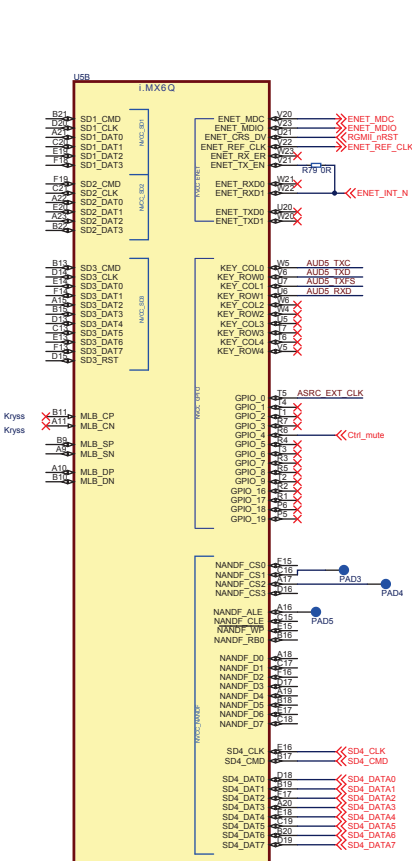 U5B
i.MX6Q
B21 SD1_CMD
D20 SD1_CLK
A21 SD1_DAT0
C20 SD1_DAT1
E19 SD1_DAT2
F18 SD1_DAT3
NVCC_SD1
F19 SD2_CMD
C21 SD2_CLK
A22 SD2_DAT0
E20 SD2_DAT1
A23 SD2_DAT2
B22 SD2_DAT3
NVCC_SD2
B13 SD3_CMD
D14 SD3_CLK
E14 SD3_DAT0
F14 SD3_DAT1
A15 SD3_DAT2
B15 SD3_DAT3
D13 SD3_DAT4
C13 SD3_DAT5
E13 SD3_DAT6
F13 SD3_DAT7
D15 SD3_RST
Kryss B11 MLB_CP
Kryss A11 MLB_CN
B9 MLB_SP
A9 MLB_SN
A10 MLB_DP
B10 MLB_DN
NVCC_ENET
ENET_MDC V20 ENET_MDC
ENET_MDIO V23 ENET_MDIO
ENET_CRS_DV U21 RGMII_nRST
ENET_REF_CLK V22 ENET_REF_CLK
ENET_RX_ER W23
ENET_TX_EN V21
R79 0R
ENET_RXD0 W21
ENET_RXD1 W22 ENET_INT_N
ENET_TXD0 U20
ENET_TXD1 W20
KEY_COL0 W5 AUD5_TXC
KEY_ROW0 V6 AUD5_TXD
KEY_COL1 U7 AUD5_TXFS
KEY_ROW1 U6 AUD5_RXD
KEY_COL2 W6
KEY_ROW2 W4
KEY_COL3 U5
KEY_ROW3 T7
KEY_COL4 T6
KEY_ROW4 V5
GPIO_0 T5 ASRC_EXT_CLK
GPIO_1 T4
GPIO_2 T1
GPIO_3 R7
GPIO_4 R6 Ctrl_mute
GPIO_5 R4
GPIO_6 T3
GPIO_7 R3
GPIO_8 R5
GPIO_9 T2
GPIO_16 R2
GPIO_17 R1
GPIO_18 P6
GPIO_19 P5
NVCC_NANDF
NANDF_CS0 F15
NANDF_CS1 C16 PAD3
NANDF_CS2 A17 PAD4
NANDF_CS3 D16
NANDF_ALE A16 PAD5
NANDF_CLE C15
NANDF_WP E15
NANDF_RB0 B16
NANDF_D0 A18
NANDF_D1 C17
NANDF_D2 F16
NANDF_D3 D17
NANDF_D4 A19
NANDF_D5 B18
NANDF_D6 E17
NANDF_D7 C18
SD4_CLK E16 SD4_CLK
SD4_CMD B17 SD4_CMD
SD4_DAT0 D18 SD4_DATA0
SD4_DAT1 B19 SD4_DATA1
SD4_DAT2 F17 SD4_DATA2
SD4_DAT3 A20 SD4_DATA3
SD4_DAT4 E18 SD4_DATA4
SD4_DAT5 C19 SD4_DATA5
SD4_DAT6 B20 SD4_DATA6
SD4_DAT7 D19 SD4_DATA7